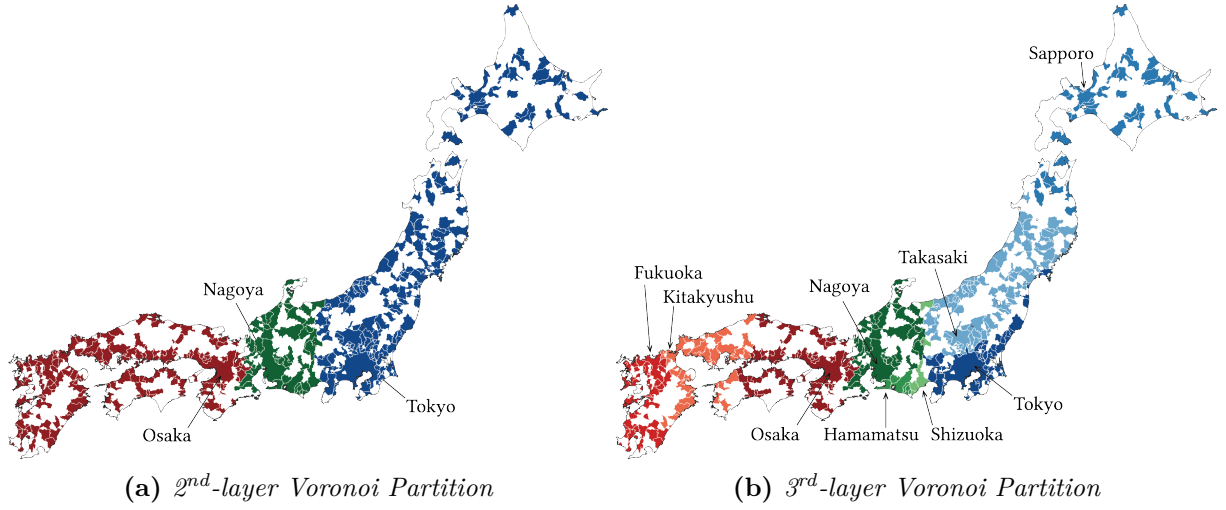 Nagoya
Osaka
Tokyo
(a) 2nd-layer Voronoi Partition
Sapporo
Takasaki
Fukuoka
Kitakyushu
Nagoya
Tokyo
Osaka
Hamamatsu
Shizuoka
(b) 3rd-layer Voronoi Partition